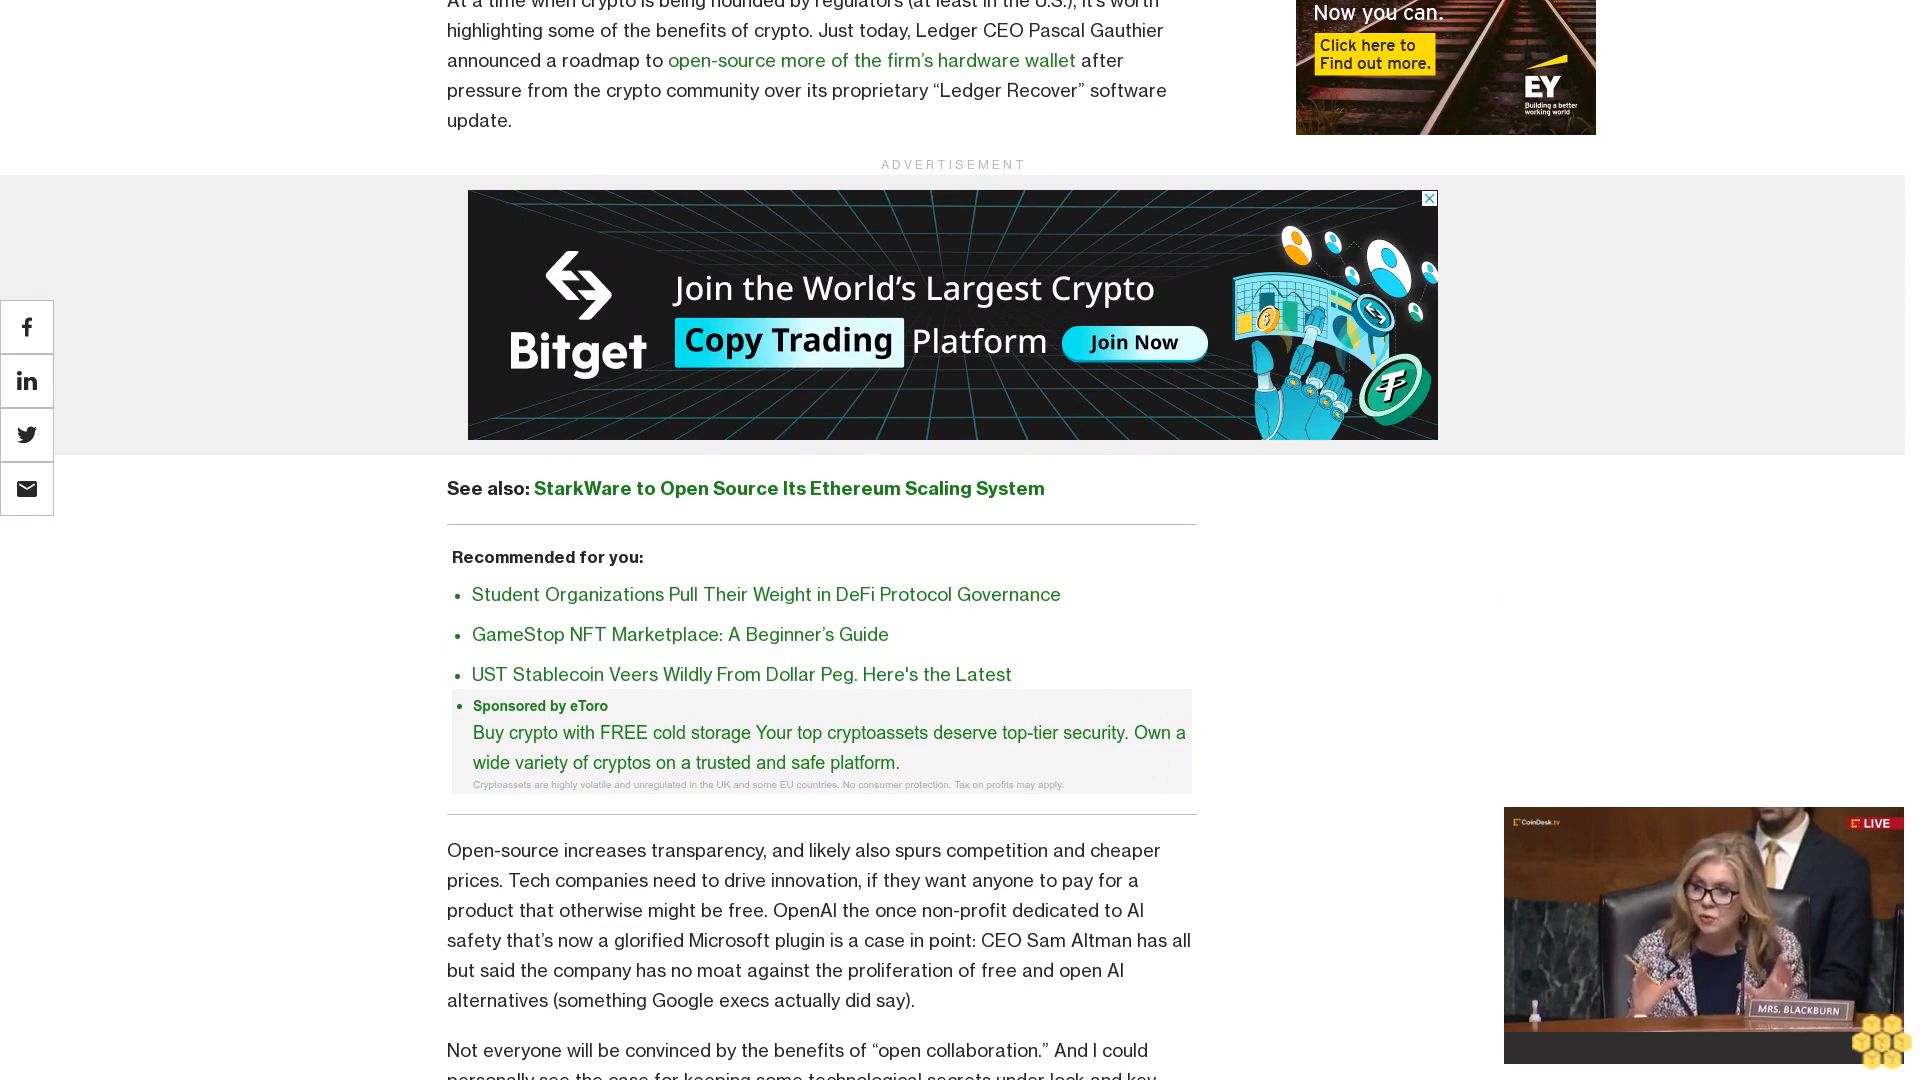 At a time when crypto is being hounded by regulators (at least in the U.S.), it's worth
highlighting some of the benefits of crypto. Just today, Ledger CEO Pascal Gauthier
announced a roadmap to open-source more of the firm’s hardware wallet after
pressure from the crypto community over its proprietary “Ledger Recover” software
update.
Now you can.
Click here to
Find out more.
EY
Building a better
working world
ADVERTISEMENT
Bitget
Join the World’s Largest Crypto
Copy Trading Platform
Join Now
See also: StarkWare to Open Source Its Ethereum Scaling System
Recommended for you:
• Student Organizations Pull Their Weight in DeFi Protocol Governance
• GameStop NFT Marketplace: A Beginner’s Guide
• UST Stablecoin Veers Wildly From Dollar Peg. Here's the Latest
• Sponsored by eToro
Buy crypto with FREE cold storage Your top cryptoassets deserve top-tier security. Own a
wide variety of cryptos on a trusted and safe platform.
Cryptoassets are highly volatile and unregulated in the UK and some EU countries. No consumer protection. Tax on profits may apply.
Open-source increases transparency, and likely also spurs competition and cheaper
prices. Tech companies need to drive innovation, if they want anyone to pay for a
product that otherwise might be free. OpenAI the once non-profit dedicated to AI
safety that’s now a glorified Microsoft plugin is a case in point: CEO Sam Altman has all
but said the company has no moat against the proliferation of free and open AI
alternatives (something Google execs actually did say).
Not everyone will be convinced by the benefits of “open collaboration.” And I could
personally see the case for keeping some technological secrets under lock and key
CoinDesk.tv
LIVE
MRS. BLACKBURN